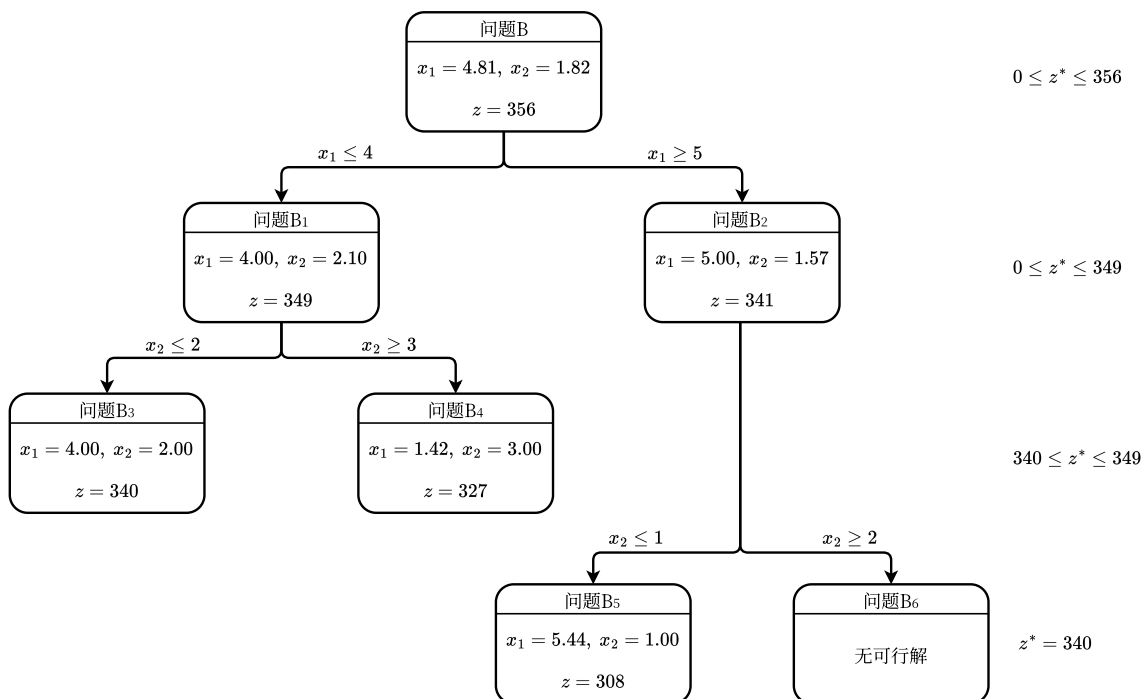 问题B
x₁ = 4.81, x₂ = 1.82
z = 356
0 ≤ z* ≤ 356
x₁ ≤ 4
x₁ ≥ 5
问题B₁
x₁ = 4.00, x₂ = 2.10
z = 349
问题B₂
x₁ = 5.00, x₂ = 1.57
z = 341
0 ≤ z* ≤ 349
x₂ ≤ 2
x₂ ≥ 3
问题B₃
x₁ = 4.00, x₂ = 2.00
z = 340
问题B₄
x₁ = 1.42, x₂ = 3.00
z = 327
340 ≤ z* ≤ 349
x₂ ≤ 1
x₂ ≥ 2
问题B₅
x₁ = 5.44, x₂ = 1.00
z = 308
问题B₆
无可行解
z* = 340